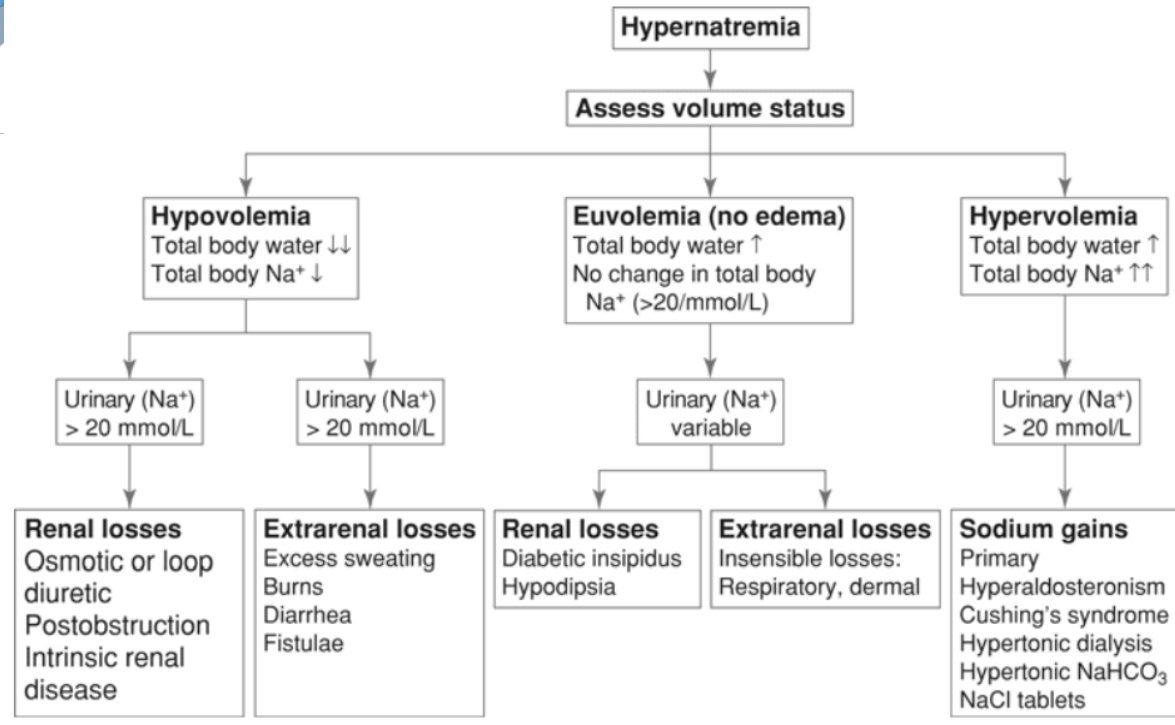 Hypernatremia
Assess volume status
Hypovolemia
Total body water ↓↓
Total body Na⁺ ↓
Euvolemia (no edema)
Total body water ↑
No change in total body
Na⁺ (>20/mmol/L)
Hypervolemia
Total body water ↑
Total body Na⁺ ↑↑
Urinary (Na⁺)
> 20 mmol/L
Urinary (Na⁺)
> 20 mmol/L
Urinary (Na⁺)
variable
Urinary (Na⁺)
> 20 mmol/L
Renal losses
Osmotic or loop
diuretic
Postobstruction
Intrinsic renal
disease
Extrarenal losses
Excess sweating
Burns
Diarrhea
Fistulae
Renal losses
Diabetic insipidus
Hypodipsia
Extrarenal losses
Insensible losses:
Respiratory, dermal
Sodium gains
Primary
Hyperaldosteronism
Cushing's syndrome
Hypertonic dialysis
Hypertonic NaHCO₃
NaCl tablets